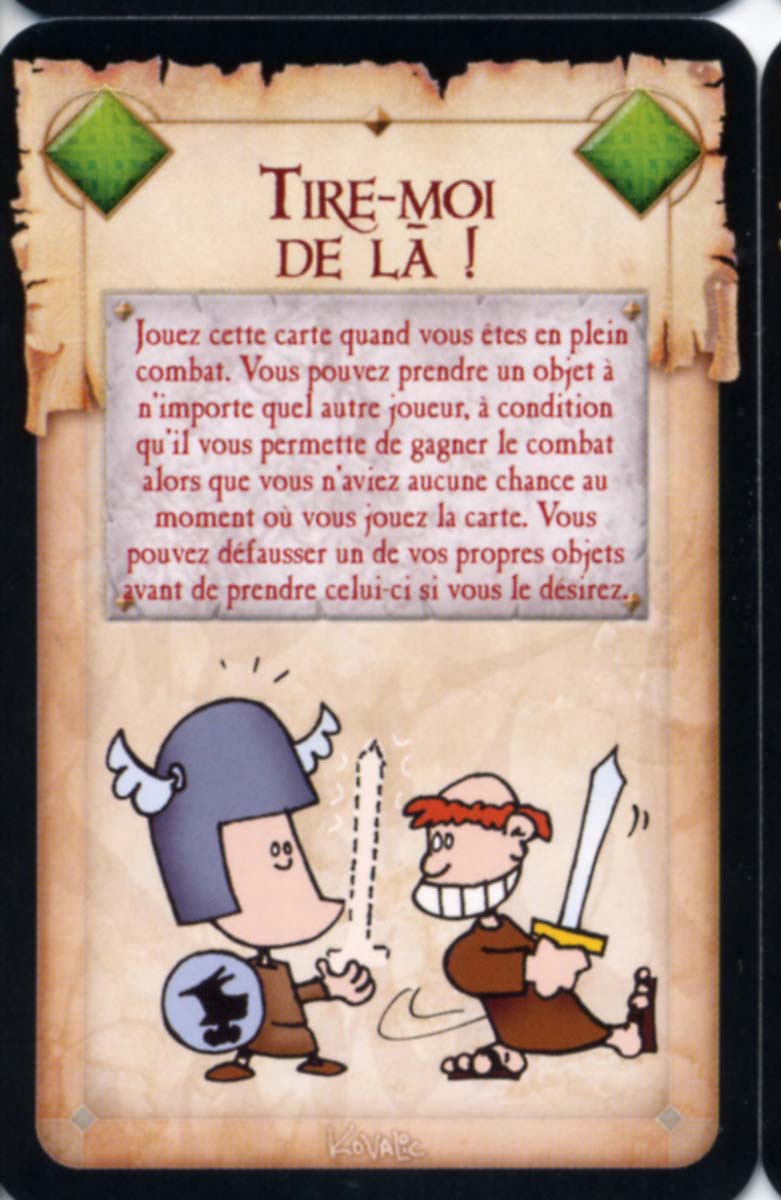 TIRE-MOI
DE LÀ !
Jouez cette carte quand vous êtes en plein
combat. Vous pouvez prendre un objet à
n'importe quel autre joueur, à condition
qu'il vous permette de gagner le combat
alors que vous n'aviez aucune chance au
moment où vous jouez la carte. Vous
pouvez défausser un de vos propres objets
avant de prendre celui-ci si vous le désirez.
KOVALIC